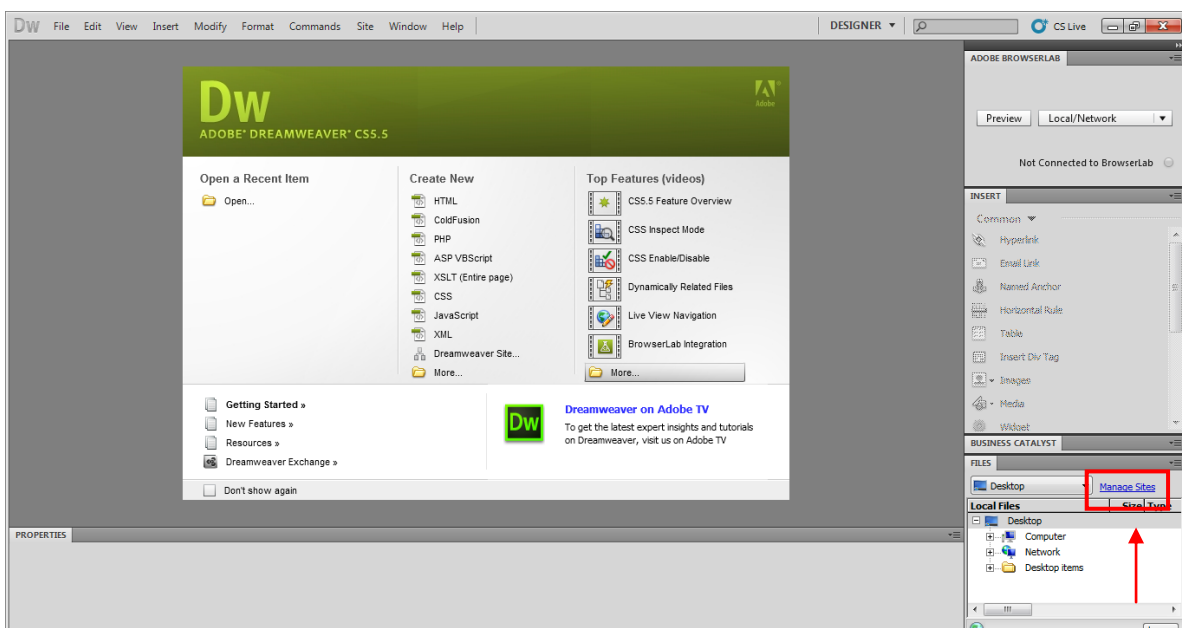 DW File Edit View Insert Modify Format Commands Site Window Help DESIGNER CS Live
Dw
Adobe
ADOBE® DREAMWEAVER® CS5.5
Open a Recent Item
Open...
Create New
HTML
ColdFusion
PHP
ASP VBScript
XSLT (Entire page)
CSS
JavaScript
XML
Dreamweaver Site...
More...
Top Features (videos)
CS5.5 Feature Overview
CSS Inspect Mode
CSS Enable/Disable
Dynamically Related Files
Live View Navigation
BrowserLab Integration
More...
Getting Started »
New Features »
Resources »
Dreamweaver Exchange »
Dw
Dreamweaver on Adobe TV
To get the latest expert insights and tutorials
on Dreamweaver, visit us on Adobe TV
Don't show again
PROPERTIES
ADOBE BROWSERLAB
Preview Local/Network
Not Connected to BrowserLab
INSERT
Common
Hyperlink
Email Link
Named Anchor
Horizontal Rule
Table
Insert Div Tag
Images
Media
Widget
BUSINESS CATALYST
FILES
Desktop Manage Sites
Local Files Size Type
Desktop
Computer
Network
Desktop items